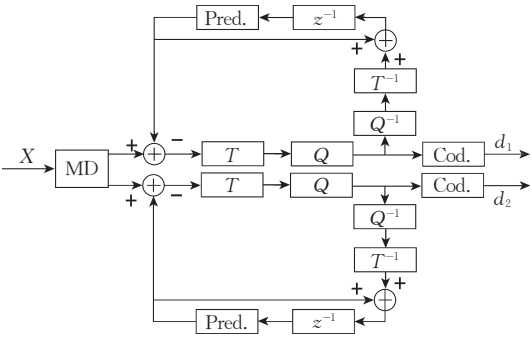 Pred. z⁻¹
+ + +
T⁻¹
Q⁻¹
X MD + + − T Q Cod. d₁
+ + − T Q Cod. d₂
Q⁻¹
T⁻¹
+ + +
Pred. z⁻¹